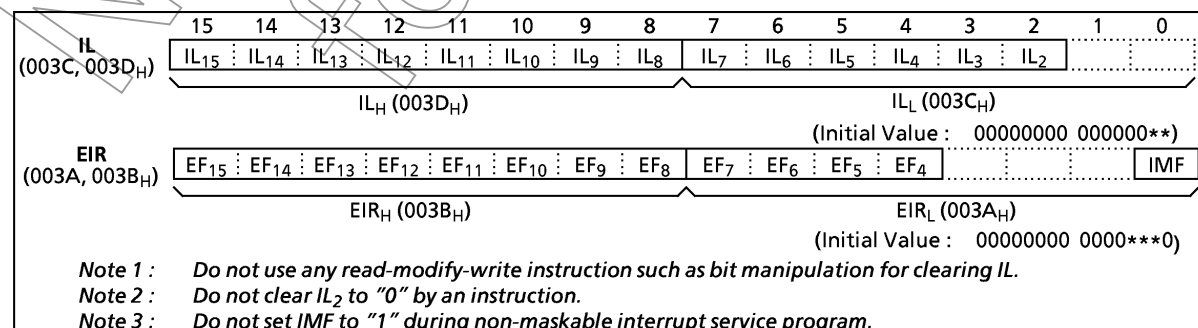 15 14 13 12 11 10 9 8 7 6 5 4 3 2 1 0
IL
(003C, 003DH)
IL15 IL14 IL13 IL12 IL11 IL10 IL9 IL8 IL7 IL6 IL5 IL4 IL3 IL2
ILH (003DH) ILL (003CH)
(Initial Value : 00000000 000000**)
EIR
(003A, 003BH)
EF15 EF14 EF13 EF12 EF11 EF10 EF9 EF8 EF7 EF6 EF5 EF4 IMF
EIRH (003BH) EIRL (003AH)
(Initial Value : 00000000 0000***0)
Note 1 : Do not use any read-modify-write instruction such as bit manipulation for clearing IL.
Note 2 : Do not clear IL2 to "0" by an instruction.
Note 3 : Do not set IMF to "1" during non-maskable interrupt service program.